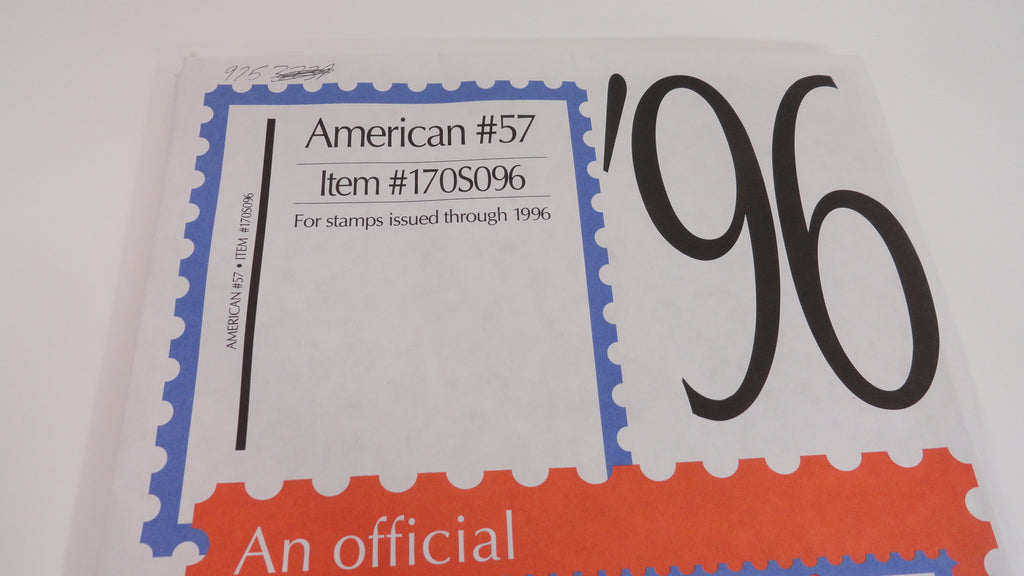 975
'96
American #57
Item #170S096
For stamps issued through 1996
AMERICAN #57 • ITEM #170S096
An official